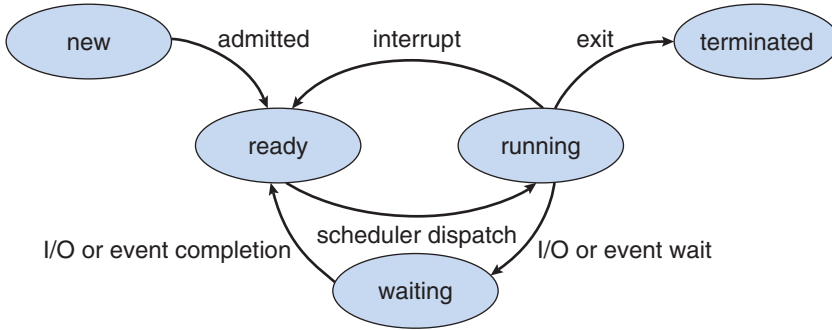 new
admitted
interrupt
exit
terminated
ready
running
I/O or event completion
scheduler dispatch
I/O or event wait
waiting